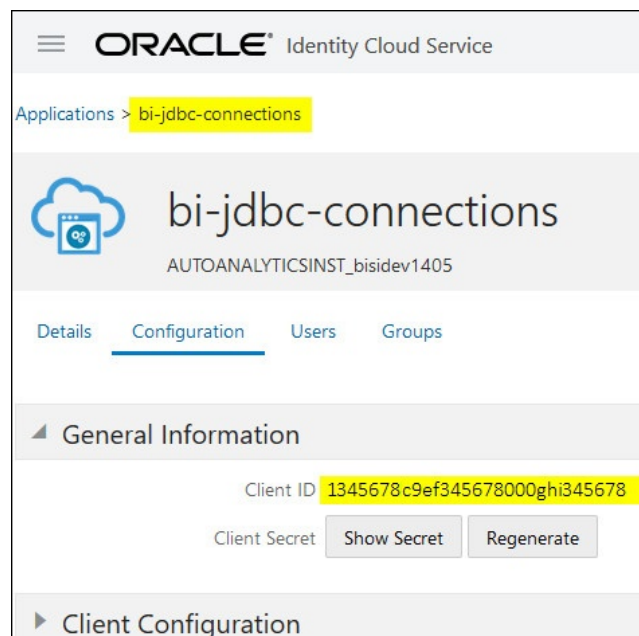 ORACLE® Identity Cloud Service
Applications > bi-jdbc-connections
bi-jdbc-connections
AUTOANALYTICSINST_bisidev1405
Details Configuration Users Groups
General Information
Client ID 1345678c9ef345678000ghi345678
Client Secret Show Secret Regenerate
Client Configuration